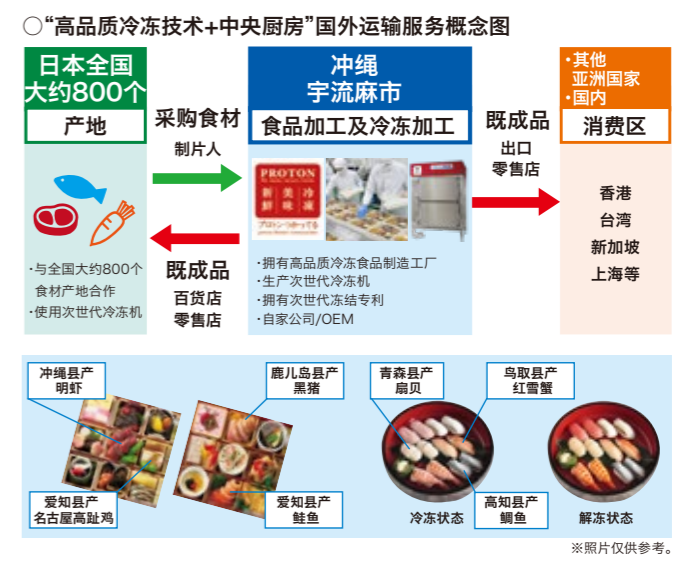 ○“高品质冷冻技术+中央厨房”国外运输服务概念图
日本全国
大约800个
产地
·与全国大约800个
食材产地合作
·使用次世代冷冻机
采购食材
制片人
既成品
百货店
零售店
冲绳
宇流麻市
食品加工及冷冻加工
PROTON
新 美 冷
鲜 味 凍
プロトンうかってる
·拥有高品质冷冻食品制造工厂
·生产次世代冷冻机
·拥有次世代冻结专利
·自家公司/OEM
既成品
出口
零售店
·其他
亚洲国家
·国内
消费区
香港
台湾
新加坡
上海等
冲绳县产
明虾
鹿儿岛县产
黑猪
青森县产
扇贝
鸟取县产
红雪蟹
爱知县产
名古屋高趾鸡
爱知县产
鲑鱼
高知县产
鲷鱼
冷冻状态
解冻状态
※照片仅供参考。